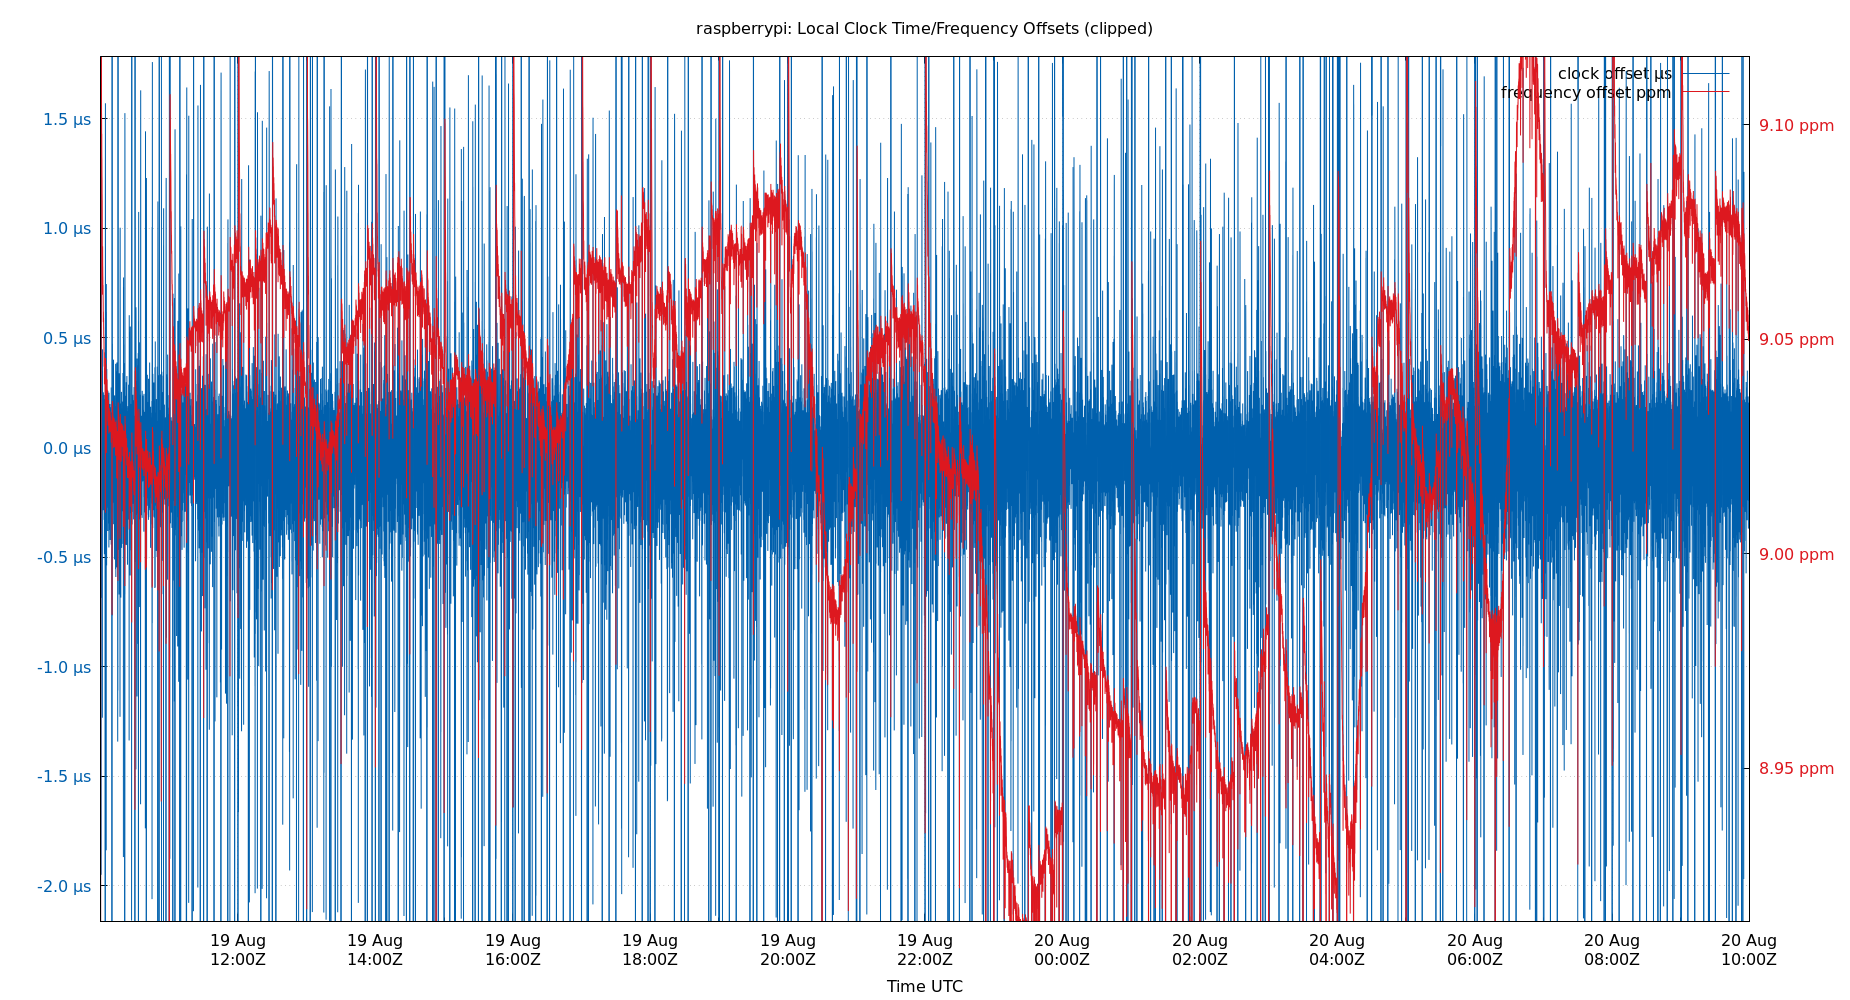 raspberrypi: Local Clock Time/Frequency Offsets (clipped)
clock offset µs
frequency offset ppm
1.5 µs
1.0 µs
0.5 µs
0.0 µs
-0.5 µs
-1.0 µs
-1.5 µs
-2.0 µs
9.10 ppm
9.05 ppm
9.00 ppm
8.95 ppm
19 Aug 19 Aug 19 Aug 19 Aug 19 Aug 19 Aug 20 Aug 20 Aug 20 Aug 20 Aug 20 Aug 20 Aug
12:00Z 14:00Z 16:00Z 18:00Z 20:00Z 22:00Z 00:00Z 02:00Z 04:00Z 06:00Z 08:00Z 10:00Z
Time UTC